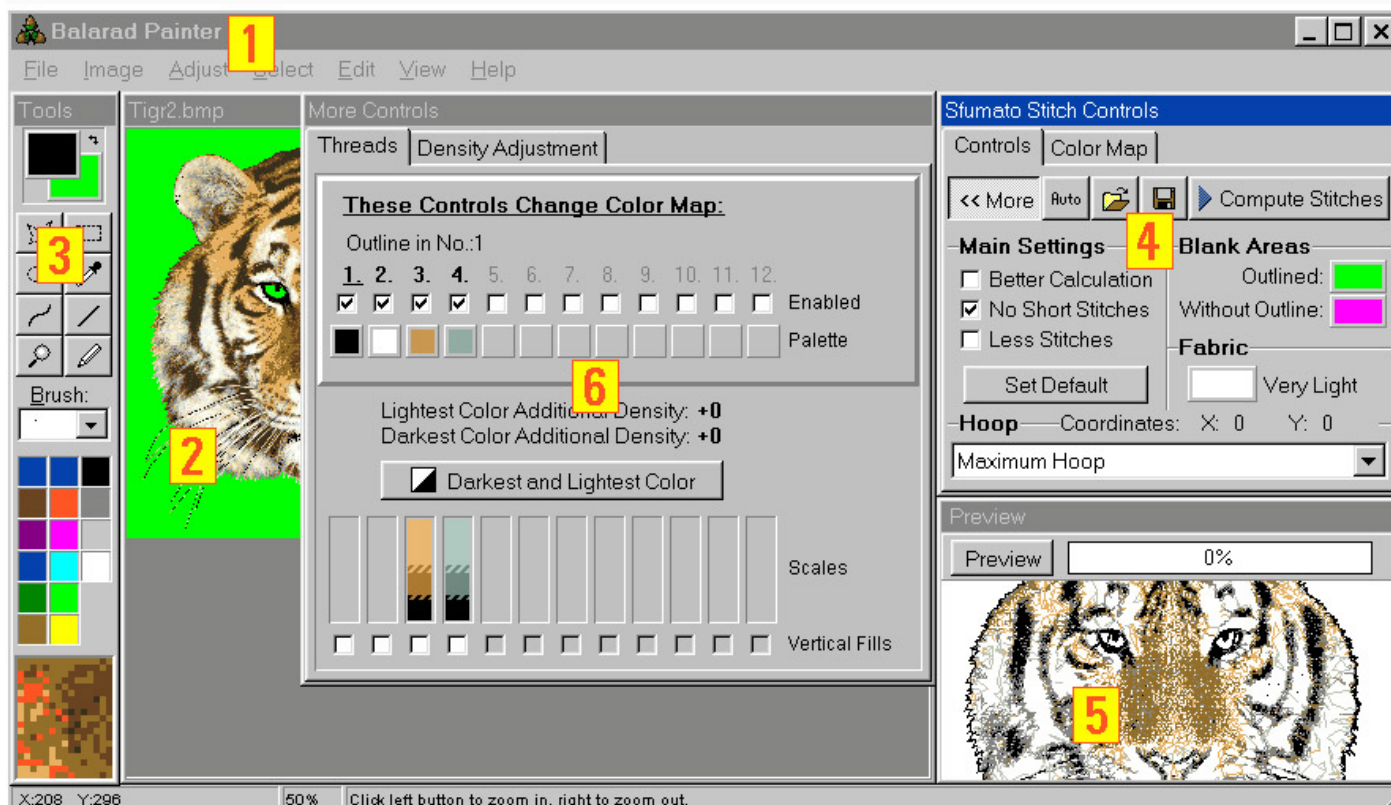 Balarad Painter 1
File Image Adjust Select Edit View Help
Tools
3
Brush:
Tigr2.bmp
2
More Controls
Threads Density Adjustment
These Controls Change Color Map:
Outline in No.:1
1. 2. 3. 4. 5. 6. 7. 8. 9. 10. 11. 12.
Enabled
Palette
6
Lightest Color Additional Density: +0
Darkest Color Additional Density: +0
Darkest and Lightest Color
Scales
Vertical Fills
Sfumato Stitch Controls
Controls Color Map
<< More Auto Compute Stitches
4
Main Settings
Better Calculation
No Short Stitches
Less Stitches
Set Default
Blank Areas
Outlined:
Without Outline:
Fabric
Very Light
Hoop Coordinates: X: 0 Y: 0
Maximum Hoop
Preview
Preview 0%
5
X:208 Y:296 50% Click left button to zoom in, right to zoom out.